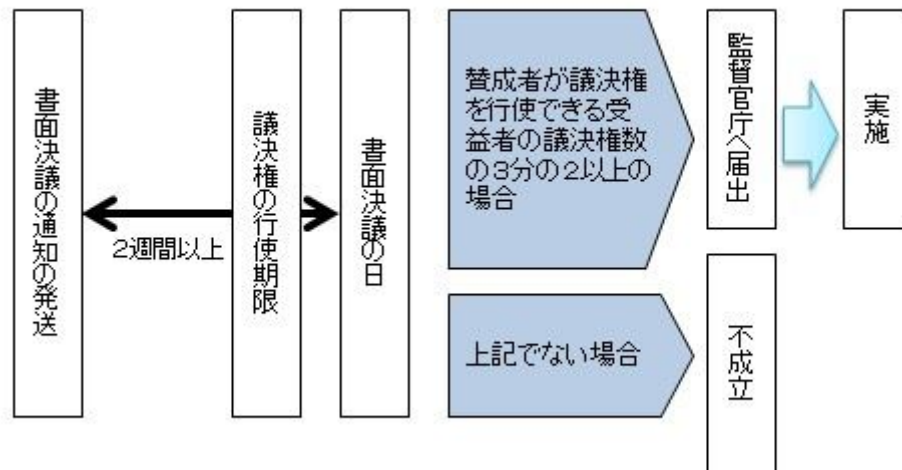 書面決議の通知の発送
2週間以上
議決権の行使期限
書面決議の日
賛成者が議決権
を行使できる受
益者の議決権数
の3分の2以上の
場合
監督官庁へ届出
実施
上記でない場合
不成立